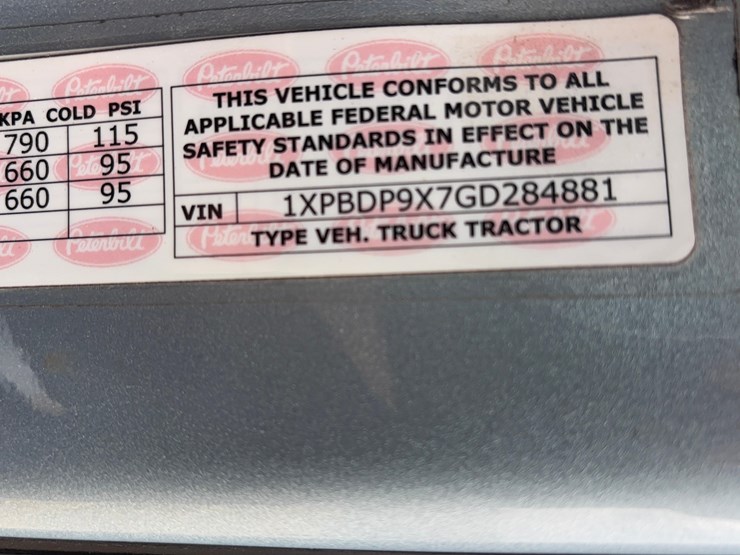 KPA COLD PSI
790 115
660 95
660 95
THIS VEHICLE CONFORMS TO ALL
APPLICABLE FEDERAL MOTOR VEHICLE
SAFETY STANDARDS IN EFFECT ON THE
DATE OF MANUFACTURE
VIN 1XPBDP9X7GD284881
TYPE VEH. TRUCK TRACTOR
Peterbilt